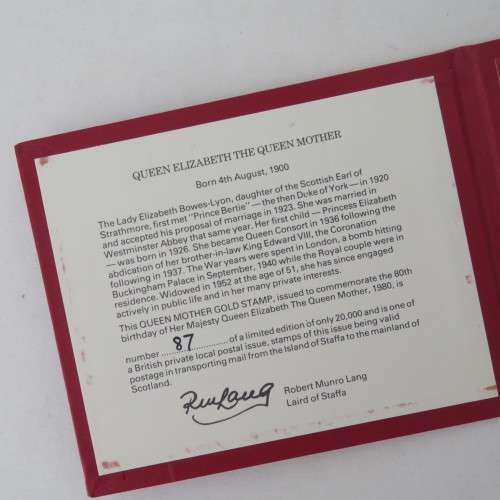 QUEEN ELIZABETH THE QUEEN MOTHER
Born 4th August, 1900
The Lady Elizabeth Bowes-Lyon, daughter of the Scottish Earl of
Strathmore, first met "Prince Bertie" — the then Duke of York — in 1920
and accepted his proposal of marriage in 1923. She was married in
Westminster Abbey that same year. Her first child — Princess Elizabeth
— was born in 1926. She became Queen Consort in 1936 following the
abdication of her brother-in-law King Edward VIII, the Coronation
following in 1937. The War years were spent in London, a bomb hitting
Buckingham Palace in September, 1940 while the Royal couple were in
residence. Widowed in 1952 at the age of 51, she has since engaged
actively in public life and in her many private interests.
This QUEEN MOTHER GOLD STAMP, issued to commemorate the 80th
birthday of Her Majesty Queen Elizabeth The Queen Mother, 1980, is
number ....87.... of a limited edition of only 20,000 and is one of
a British private local postal issue, stamps of this issue being valid
postage in transporting mail from the Island of Staffa to the mainland of
Scotland.
Robert Munro Lang
Laird of Staffa